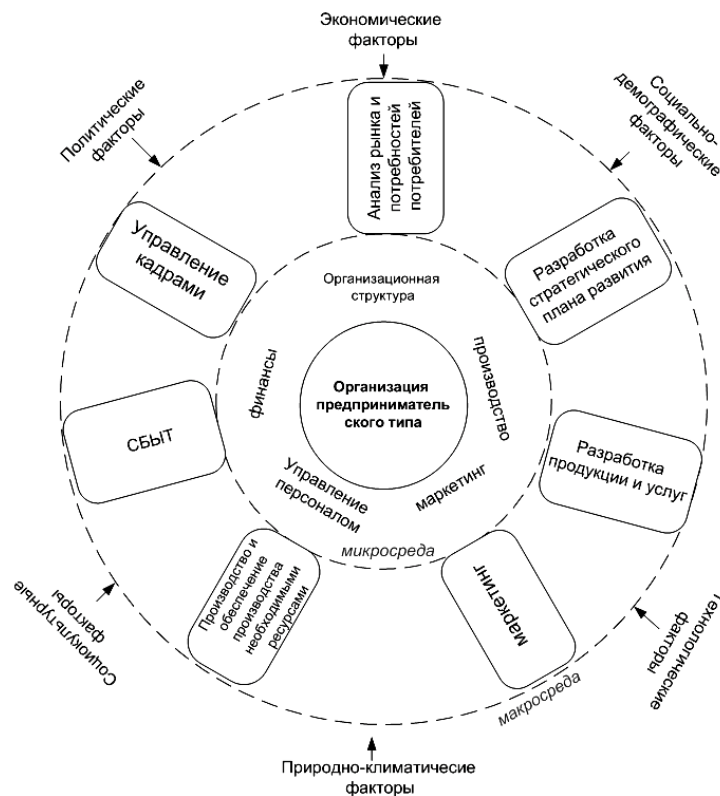 Экономические
факторы
Политические
факторы
Социально-
демографические
факторы
Анализ рынка и
потребностей
потребителей
Управление
кадрами
Разработка
стратегического
плана развития
Организационная
структура
финансы
производство
Организация
предприниматель
ского типа
СБЫТ
Разработка
продукции и услуг
Управление
персоналом
маркетинг
микросреда
Производство и
обеспечение
производства
необходимыми
ресурсами
маркетинг
макросреда
Социокультурные
факторы
Технологические
факторы
Природно-климатичесие
факторы